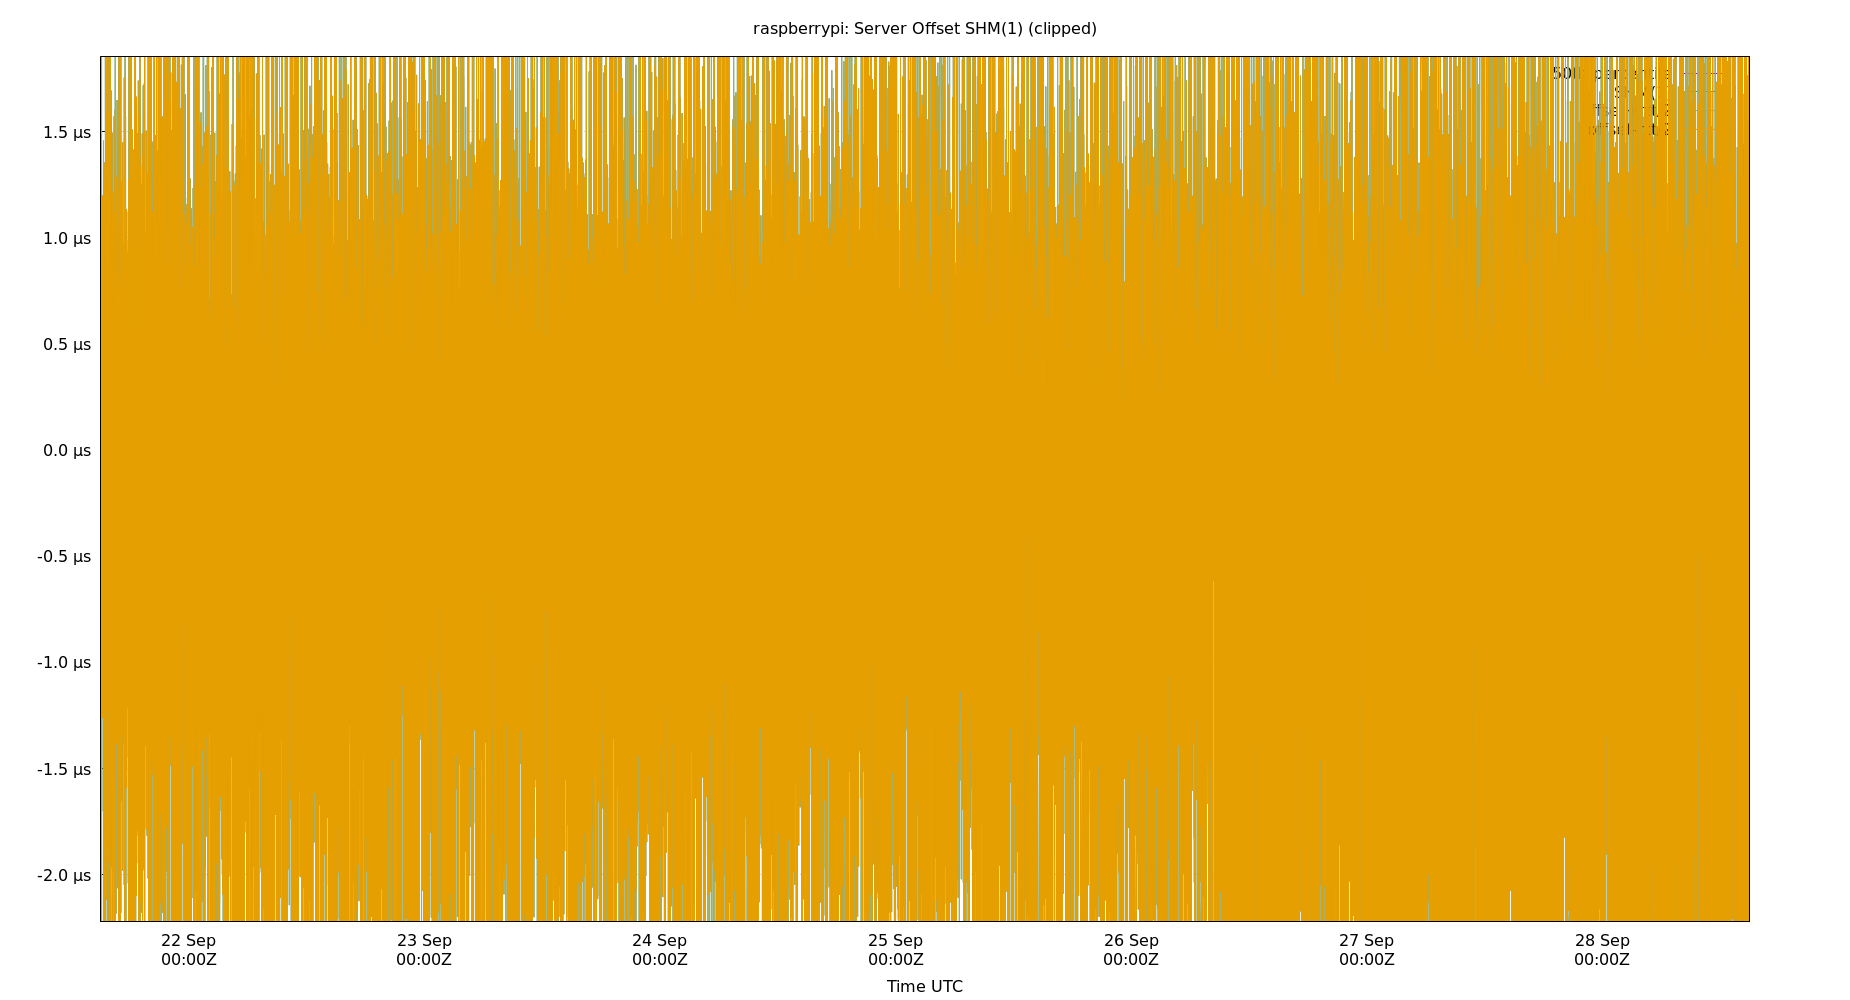 raspberrypi: Server Offset SHM(1) (clipped)
1.5 µs
1.0 µs
0.5 µs
0.0 µs
-0.5 µs
-1.0 µs
-1.5 µs
-2.0 µs
22 Sep 23 Sep 24 Sep 25 Sep 26 Sep 27 Sep 28 Sep
00:00Z 00:00Z 00:00Z 00:00Z 00:00Z 00:00Z 00:00Z
Time UTC